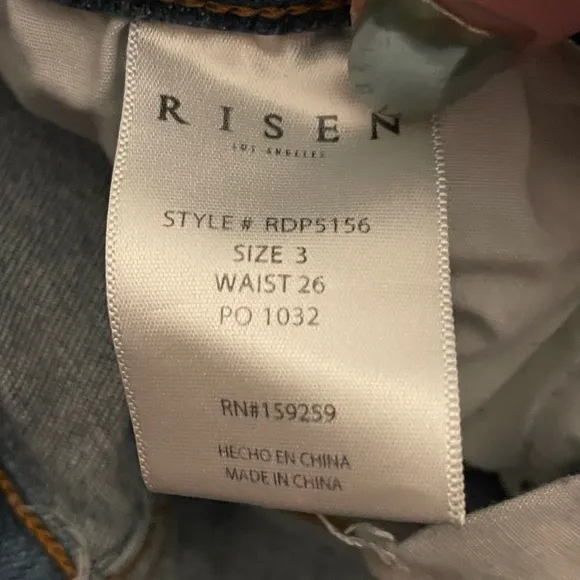 RISEN
LOS ANGELES
STYLE # RDP5156
SIZE 3
WAIST 26
PO 1032
RN#159259
HECHO EN CHINA
MADE IN CHINA